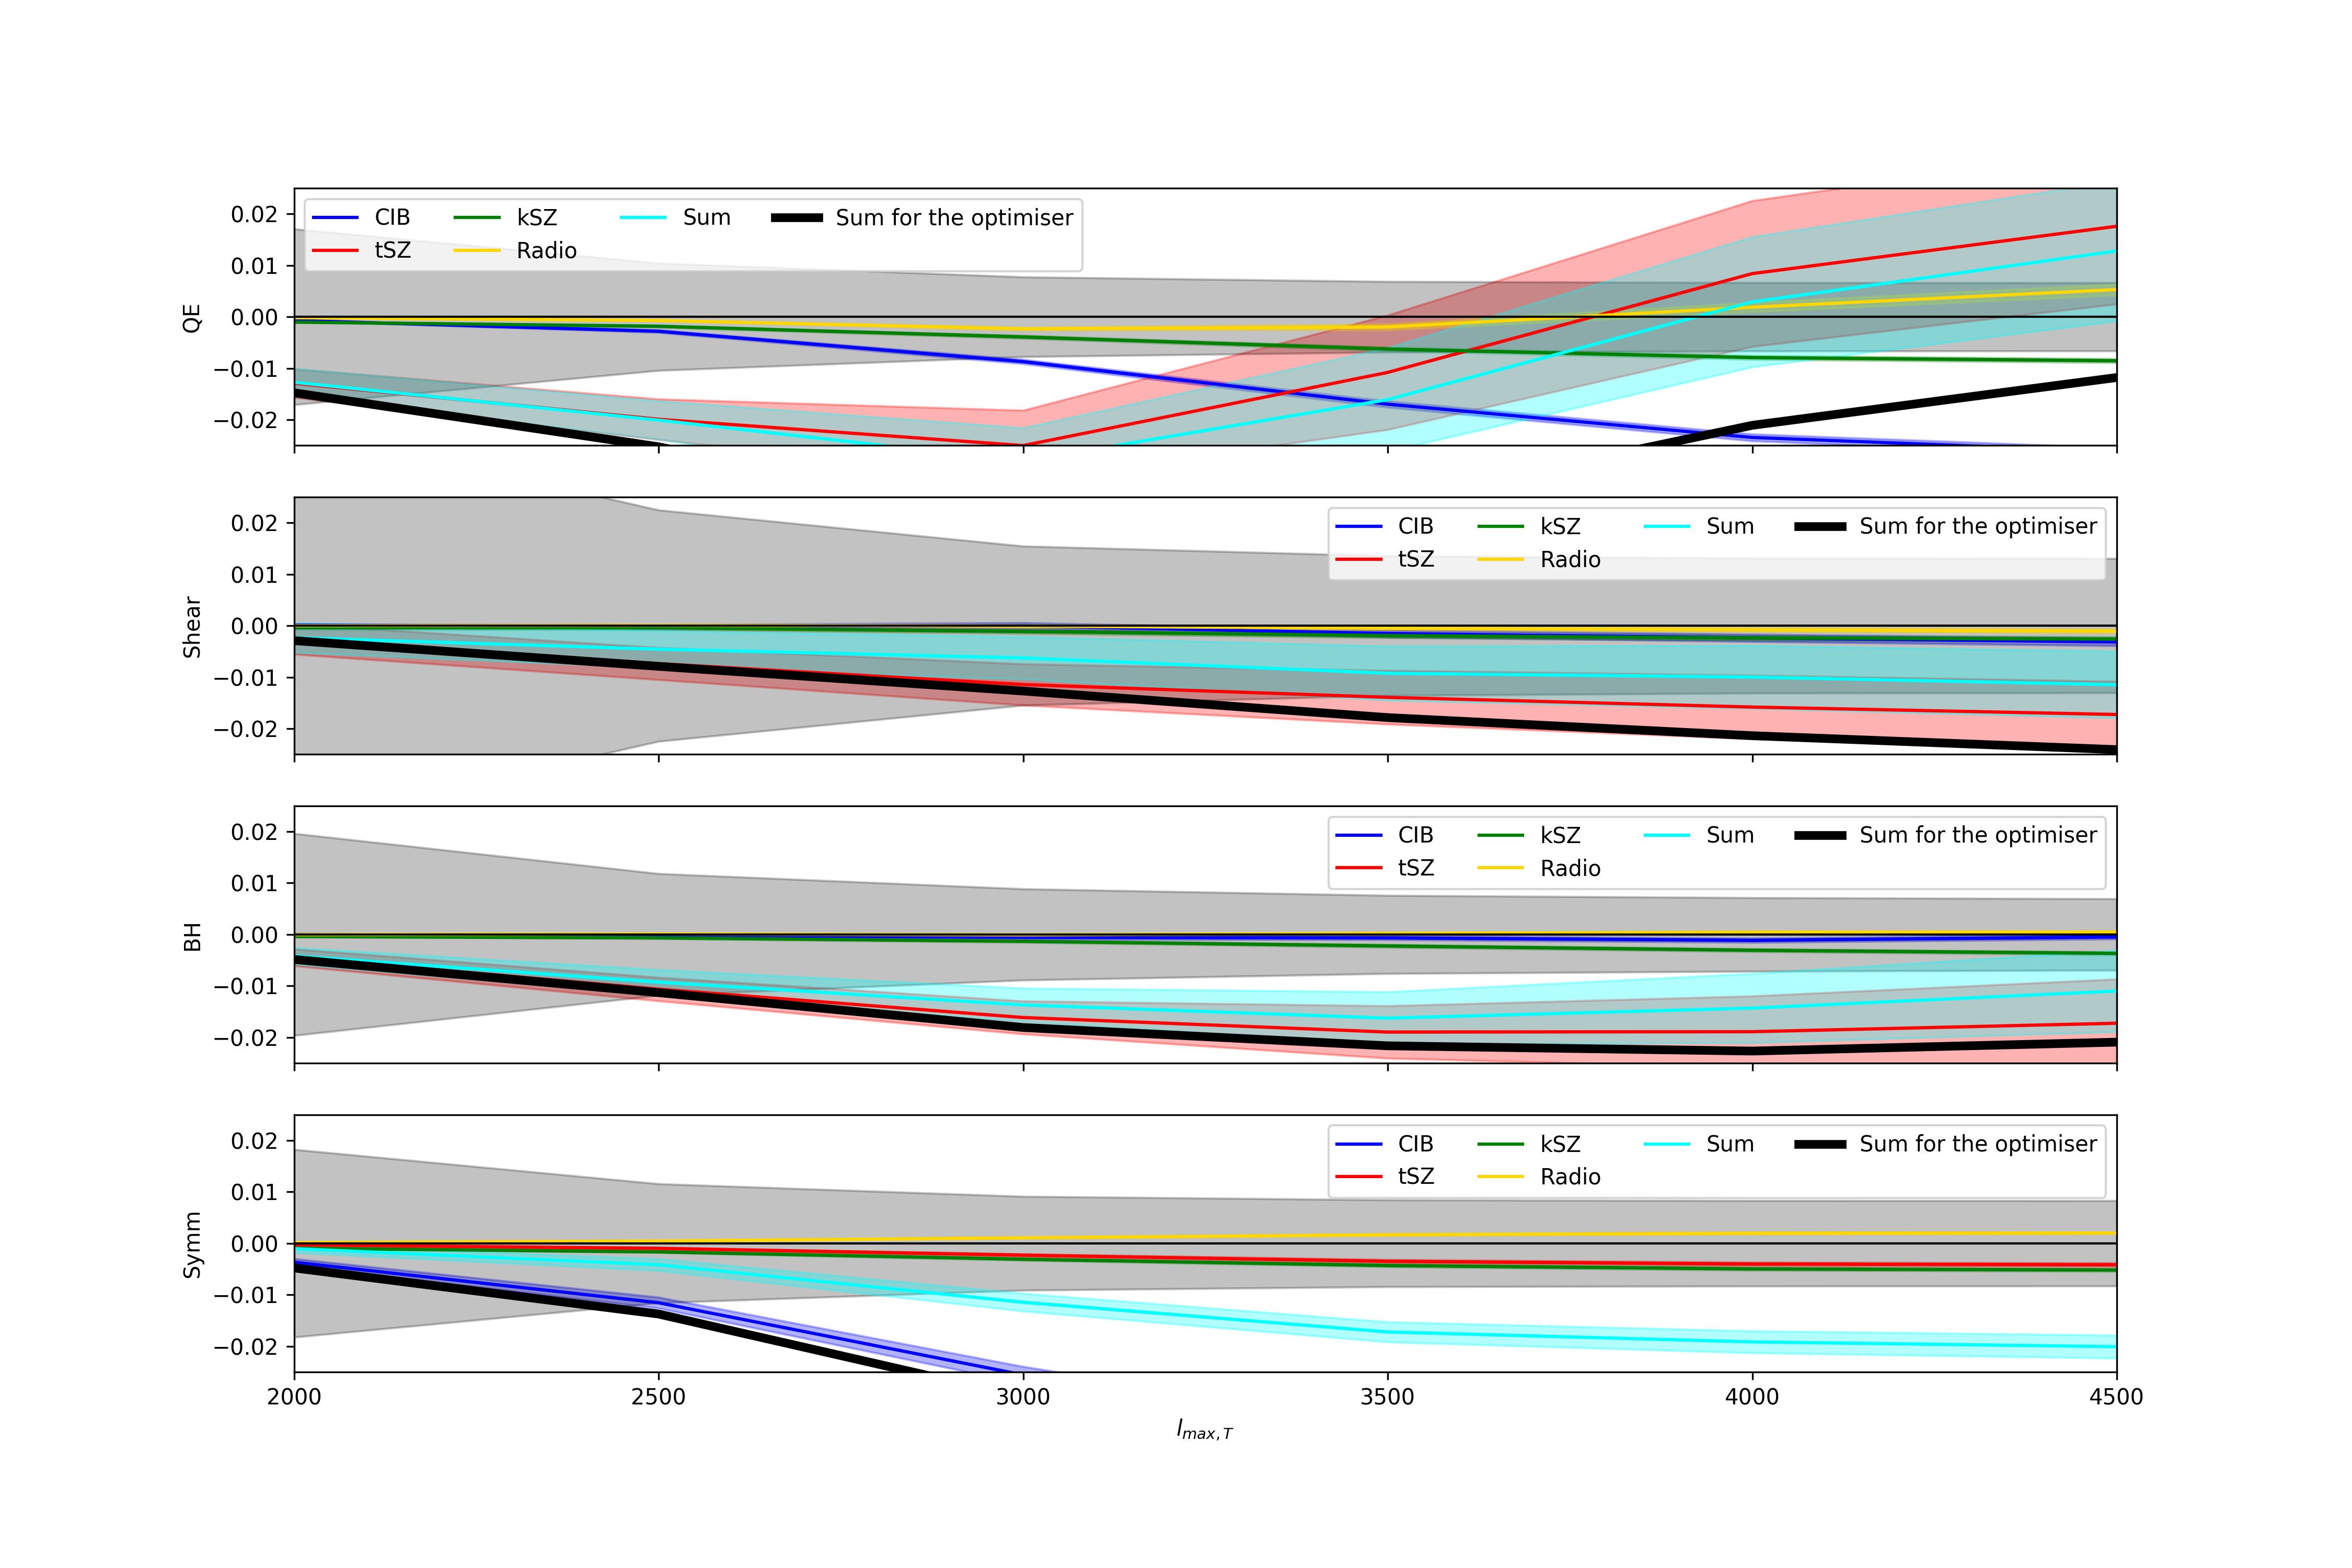 CIB kSZ Sum Sum for the optimiser
tSZ Radio
0.02
0.01
0.00
−0.01
−0.02
QE
CIB kSZ Sum Sum for the optimiser
tSZ Radio
0.02
0.01
0.00
−0.01
−0.02
Shear
CIB kSZ Sum Sum for the optimiser
tSZ Radio
0.02
0.01
0.00
−0.01
−0.02
BH
CIB kSZ Sum Sum for the optimiser
tSZ Radio
0.02
0.01
0.00
−0.01
−0.02
Symm
2000 2500 3000 3500 4000 4500
l_{max,T}